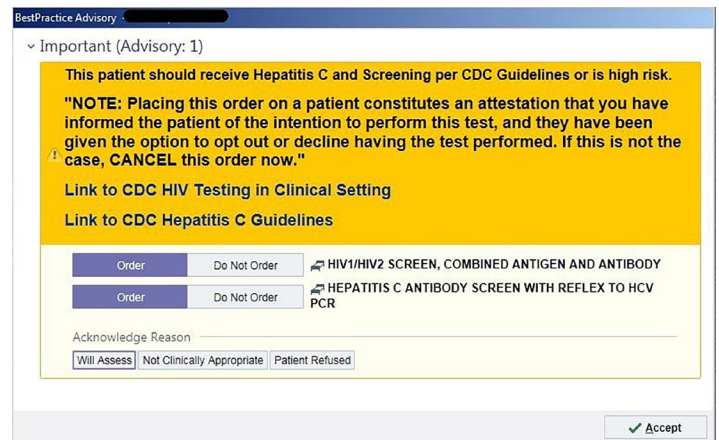 BestPractice Advisory -
Important (Advisory: 1)
This patient should receive Hepatitis C and Screening per CDC Guidelines or is high risk.
"NOTE: Placing this order on a patient constitutes an attestation that you have
informed the patient of the intention to perform this test, and they have been
given the option to opt out or decline having the test performed. If this is not the
case, CANCEL this order now."
Link to CDC HIV Testing in Clinical Setting
Link to CDC Hepatitis C Guidelines
Order Do Not Order HIV1/HIV2 SCREEN, COMBINED ANTIGEN AND ANTIBODY
Order Do Not Order HEPATITIS C ANTIBODY SCREEN WITH REFLEX TO HCV
PCR
Acknowledge Reason
Will Assess Not Clinically Appropriate Patient Refused
Accept